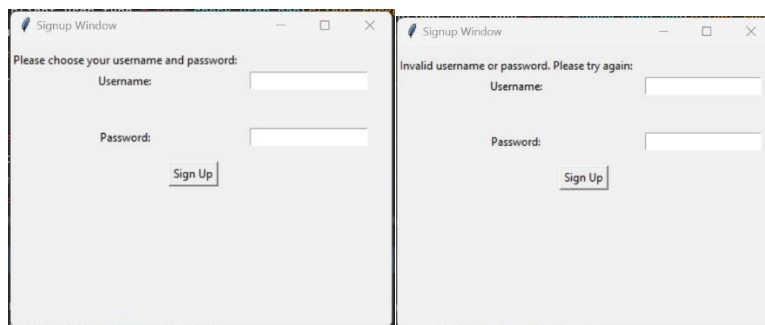 Signup Window
Please choose your username and password:
Username:
Password:
Sign Up
Signup Window
Invalid username or password. Please try again:
Username:
Password:
Sign Up